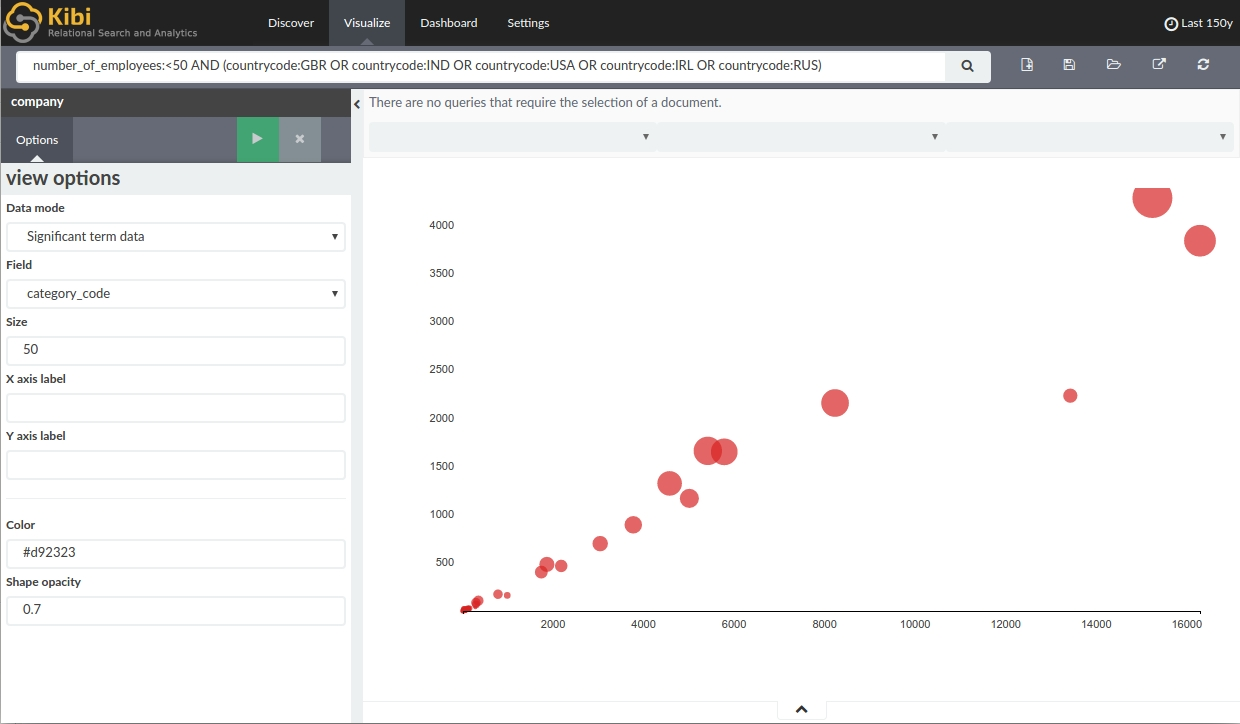 Kibi
Relational Search and Analytics
Discover Visualize Dashboard Settings Last 150y
number_of_employees:<50 AND (countrycode:GBR OR countrycode:IND OR countrycode:USA OR countrycode:IRL OR countrycode:RUS)
company
There are no queries that require the selection of a document.
Options
view options
Data mode
Significant term data
Field
category_code
Size
50
X axis label
Y axis label
Color
#d92323
Shape opacity
0.7
4000
3500
3000
2500
2000
1500
1000
500
2000 4000 6000 8000 10000 12000 14000 16000